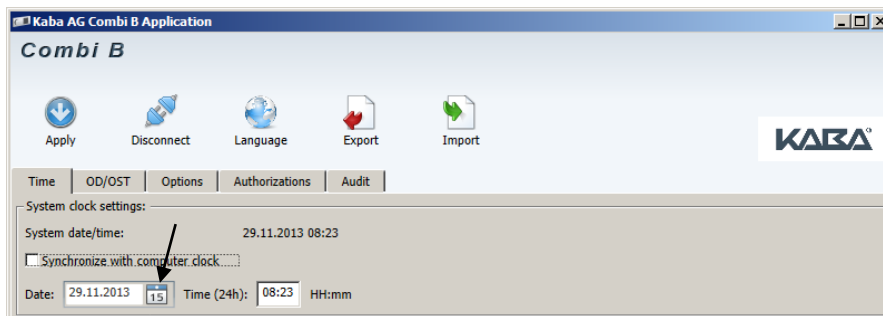 Kaba AG Combi B Application
Combi B
Apply Disconnect Language Export Import
KABA®
Time OD/OST Options Authorizations Audit
System clock settings:
System date/time: 29.11.2013 08:23
Synchronize with computer clock
Date: 29.11.2013 15 Time (24h): 08:23 HH:mm